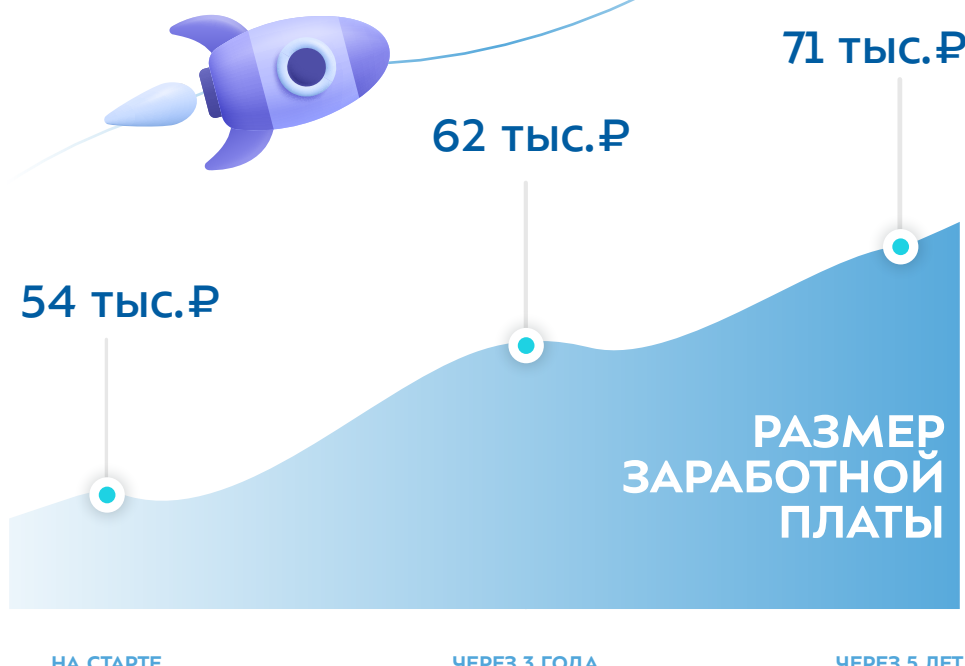 71 тыс.₽
62 тыс.₽
54 тыс.₽
РАЗМЕР
ЗАРАБОТНОЙ
ПЛАТЫ
НА СТАРТЕ
ЧЕРЕЗ 3 ГОДА
ЧЕРЕЗ 5 ЛЕТ